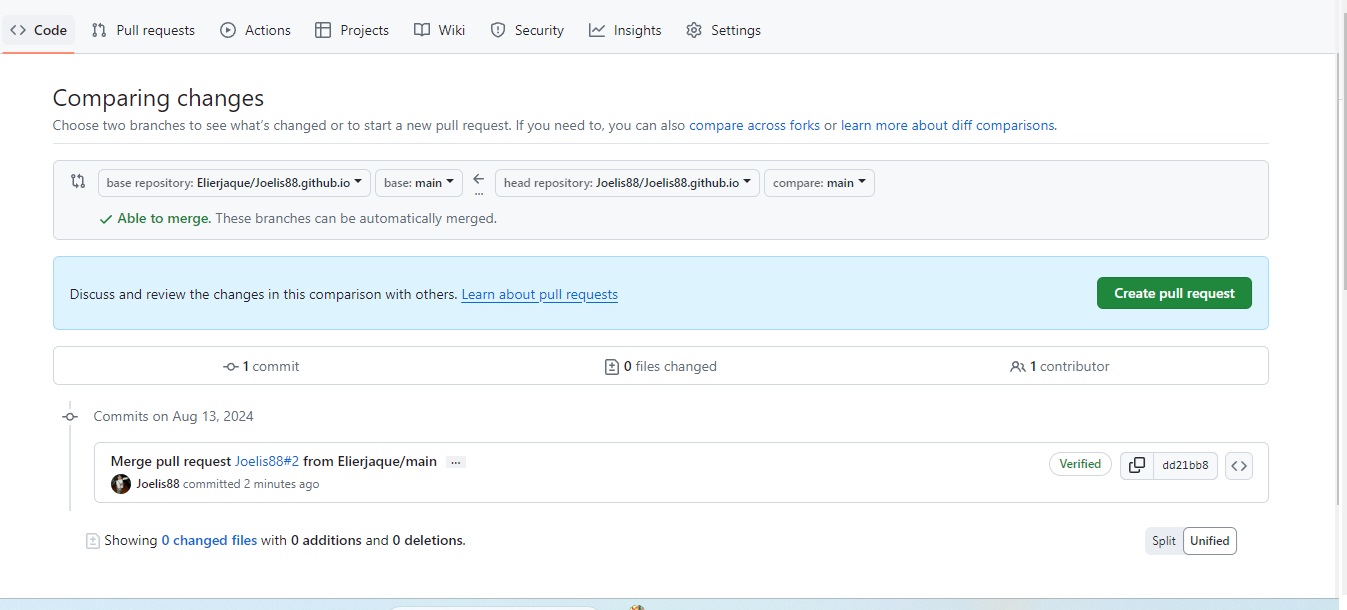 Code Pull requests Actions Projects Wiki Security Insights Settings
Comparing changes
Choose two branches to see what's changed or to start a new pull request. If you need to, you can also compare across forks or learn more about diff comparisons.
base repository: Elierjaque/Joelis88.github.io base: main ... head repository: Joelis88/Joelis88.github.io compare: main
Able to merge. These branches can be automatically merged.
Discuss and review the changes in this comparison with others. Learn about pull requests Create pull request
1 commit 0 files changed 1 contributor
Commits on Aug 13, 2024
Merge pull request Joelis88#2 from Elierjaque/main ... Verified dd21bb8
Joelis88 committed 2 minutes ago
Showing 0 changed files with 0 additions and 0 deletions. Split Unified